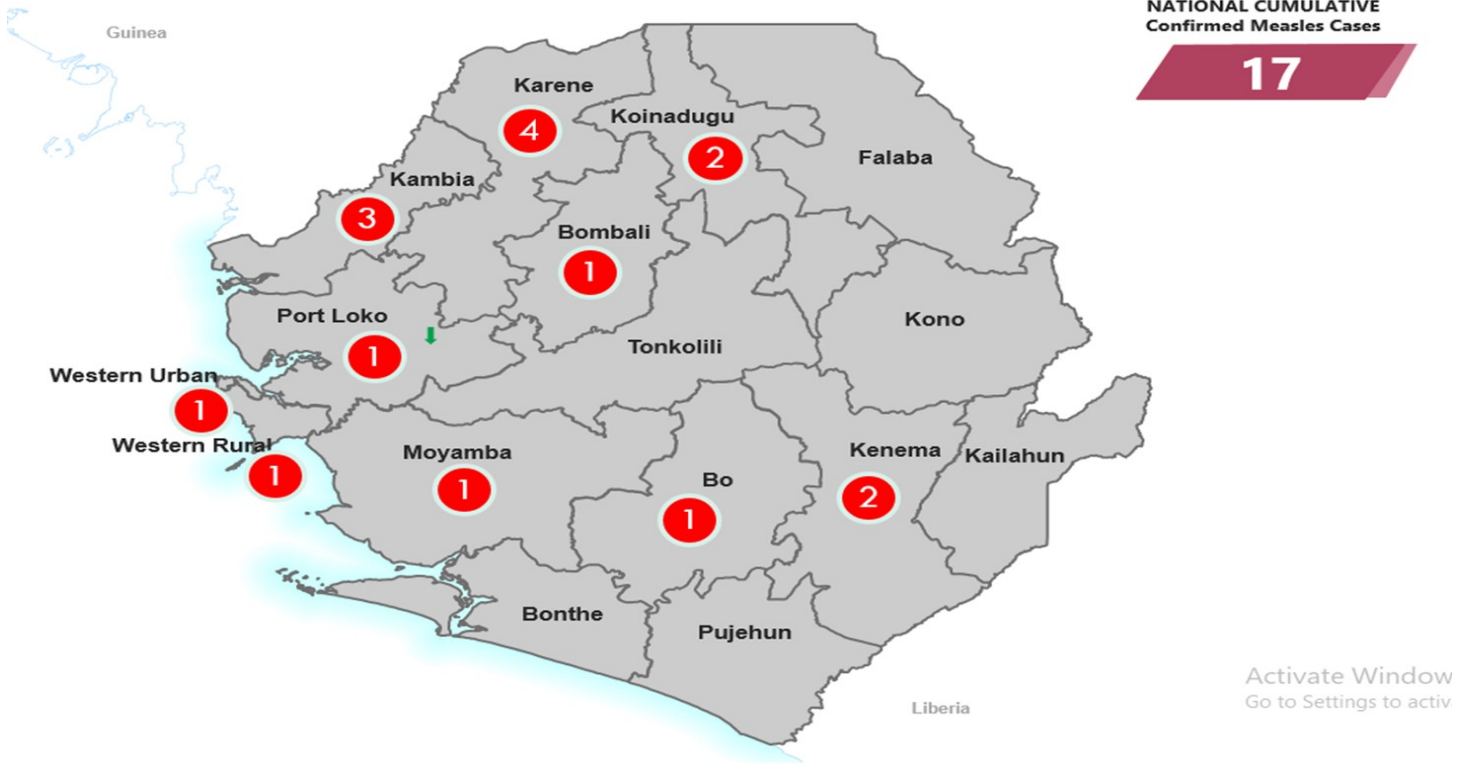 NATIONAL CUMULATIVE
Confirmed Measles Cases
17
Guinea
Karene
4
Koinadugu
2
Falaba
Kambia
3
Bombali
1
Port Loko
1
Kono
Tonkolili
Western Urban
1
Western Rural
1
Moyamba
1
Bo
1
Kenema
2
Kailahun
Bonthe
Pujehun
Liberia
Activate Window
Go to Settings to activ